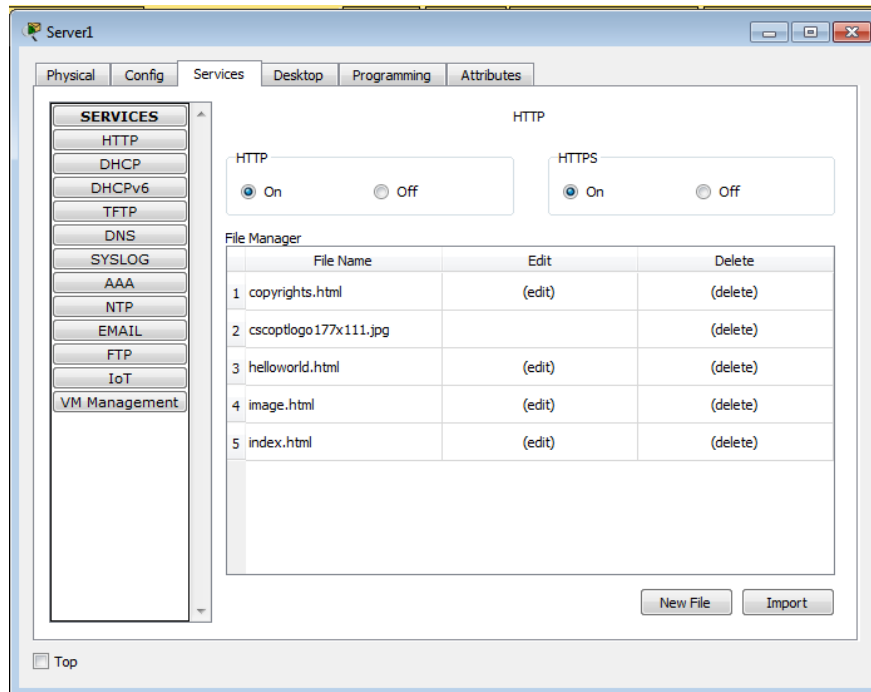 Server1
Physical Config Services Desktop Programming Attributes
SERVICES
HTTP
DHCP
DHCPv6
TFTP
DNS
SYSLOG
AAA
NTP
EMAIL
FTP
IoT
VM Management
HTTP
HTTP
On Off
HTTPS
On Off
File Manager
File Name Edit Delete
1 copyrights.html (edit) (delete)
2 cscoptlogo177x111.jpg (delete)
3 helloworld.html (edit) (delete)
4 image.html (edit) (delete)
5 index.html (edit) (delete)
New File Import
Top